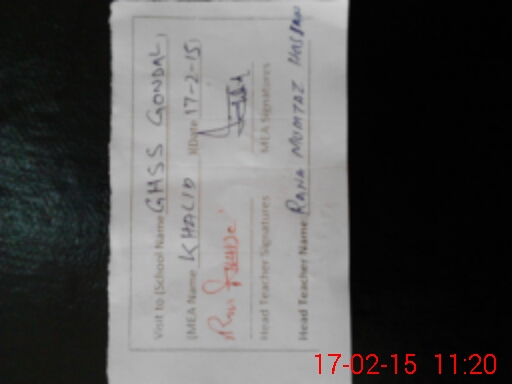 Visit to (School Name) GHSS GONDAL
(MEA Name KHALID )(Date 17-2-15)
Head Teacher Signatures MEA Signatures
Head Teacher Name RANA MUMTAZ HASSAN
17-02-15 11:20